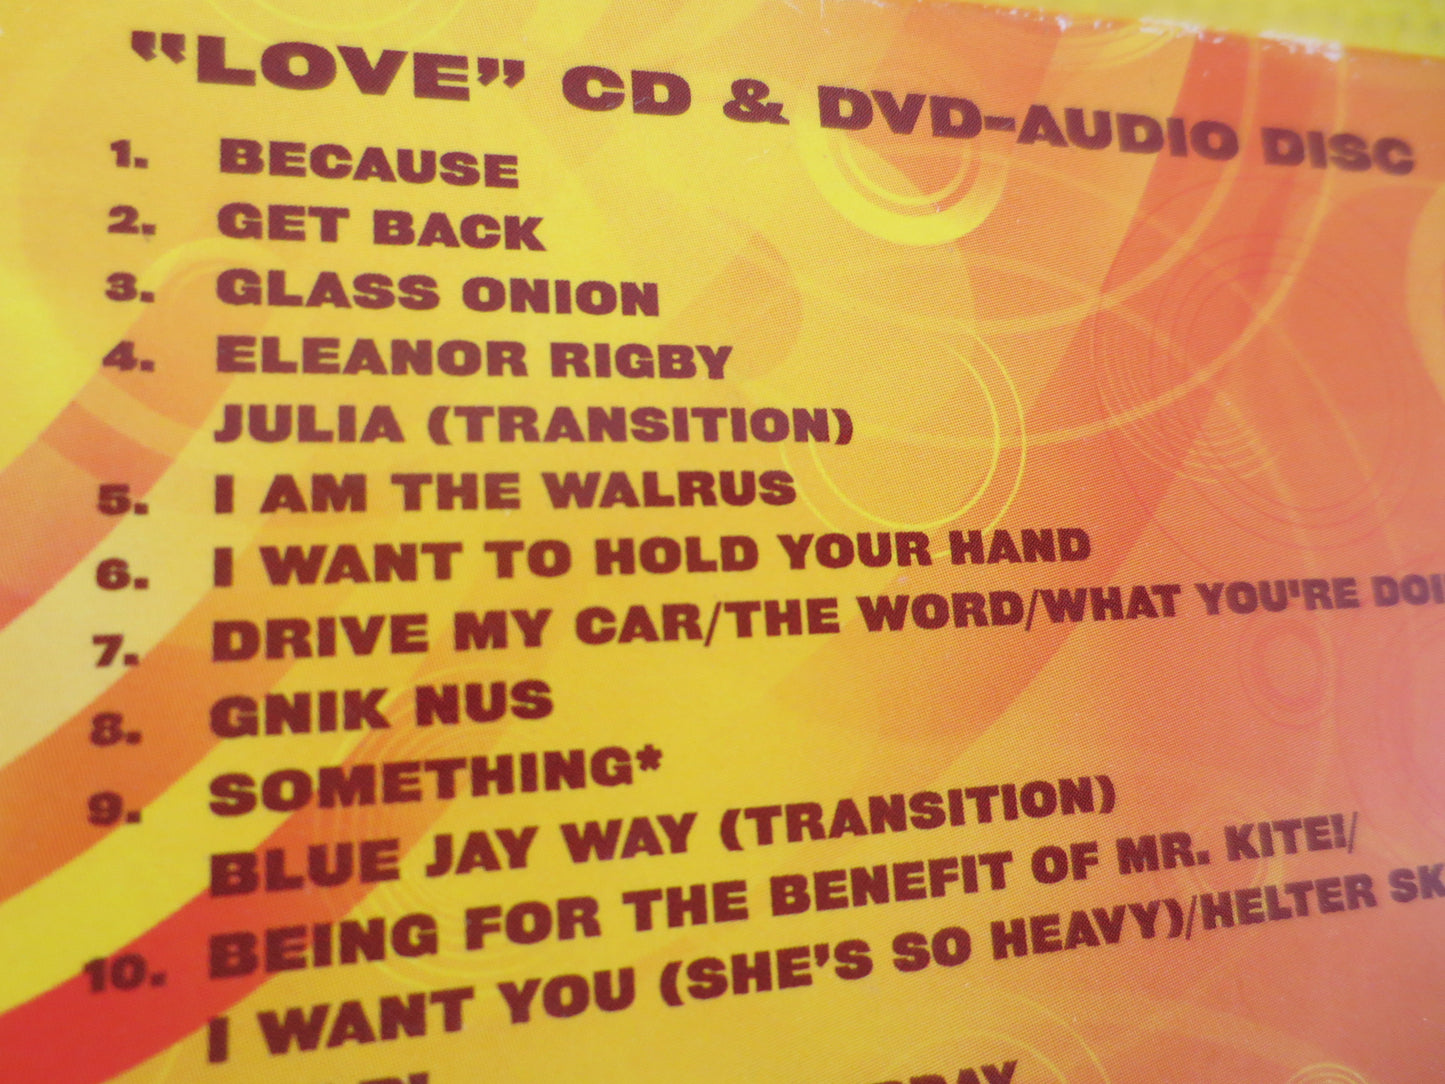 “LOVE” CD & DVD-AUDIO DISC
1. BECAUSE
2. GET BACK
3. GLASS ONION
4. ELEANOR RIGBY
JULIA (TRANSITION)
5. I AM THE WALRUS
6. I WANT TO HOLD YOUR HAND
7. DRIVE MY CAR/THE WORD/WHAT YOU'RE DOI
8. GNIK NUS
9. SOMETHING*
BLUE JAY WAY (TRANSITION)
10. BEING FOR THE BENEFIT OF MR. KITE!/
I WANT YOU (SHE’S SO HEAVY)/HELTER SK